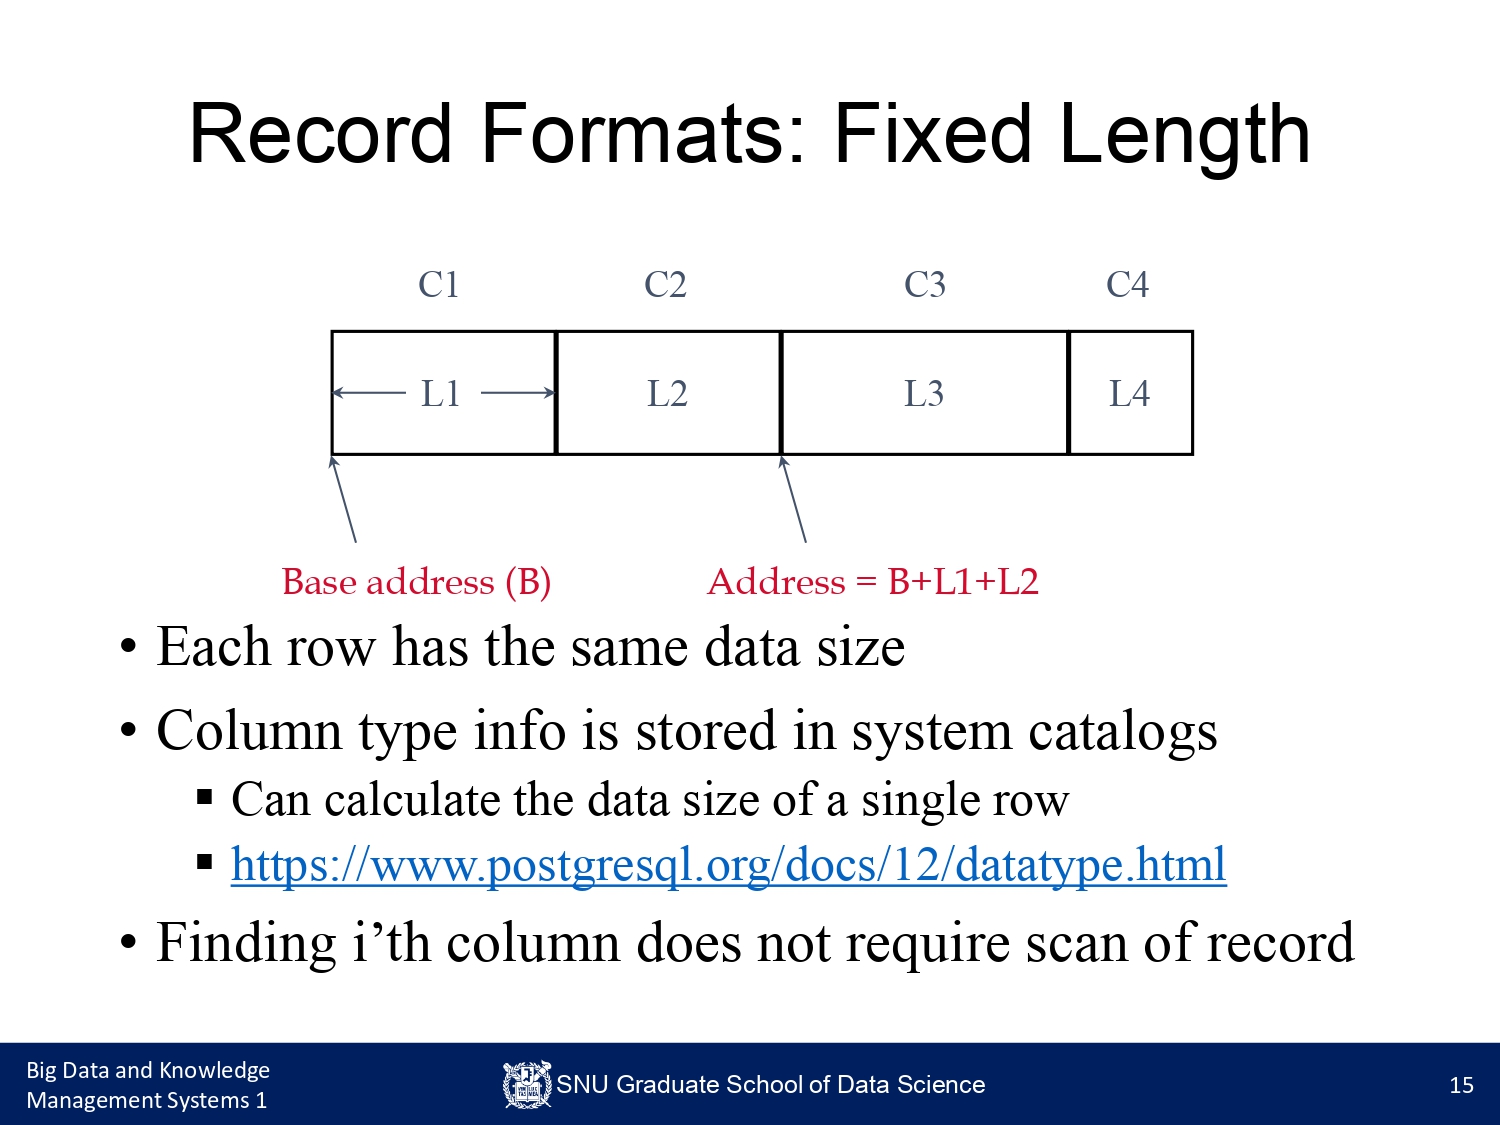 Record Formats: Fixed Length
C1 C2 C3 C4
L1 L2 L3 L4
Base address (B) Address = B+L1+L2
• Each row has the same data size
• Column type info is stored in system catalogs
▪ Can calculate the data size of a single row
▪ https://www.postgresql.org/docs/12/datatype.html
• Finding i’th column does not require scan of record
Big Data and Knowledge
Management Systems 1
SNU Graduate School of Data Science
15